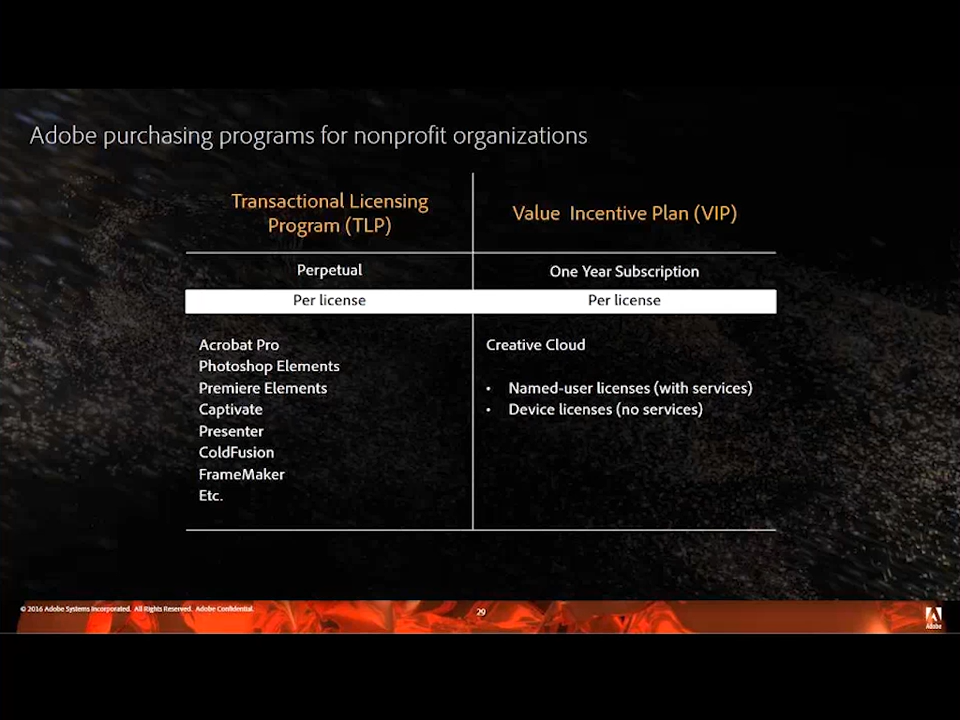 Adobe purchasing programs for nonprofit organizations
Transactional Licensing
Program (TLP)
Value Incentive Plan (VIP)
Perpetual
One Year Subscription
Per license
Per license
Acrobat Pro
Photoshop Elements
Premiere Elements
Captivate
Presenter
ColdFusion
FrameMaker
Etc.
Creative Cloud
• Named-user licenses (with services)
• Device licenses (no services)
© 2016 Adobe Systems Incorporated. All Rights Reserved. Adobe Confidential.
29
Adobe